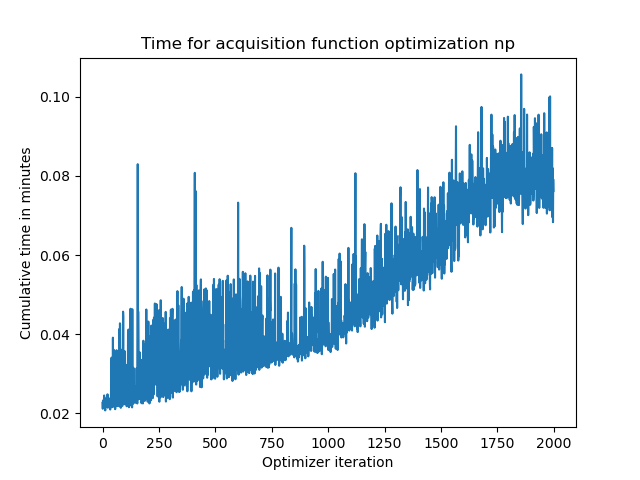 Time for acquisition function optimization np
Cumulative time in minutes
0.10
0.08
0.06
0.04
0.02
0 250 500 750 1000 1250 1500 1750 2000
Optimizer iteration